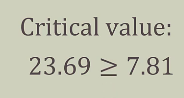 Critical value:
23.69 ≥ 7.81